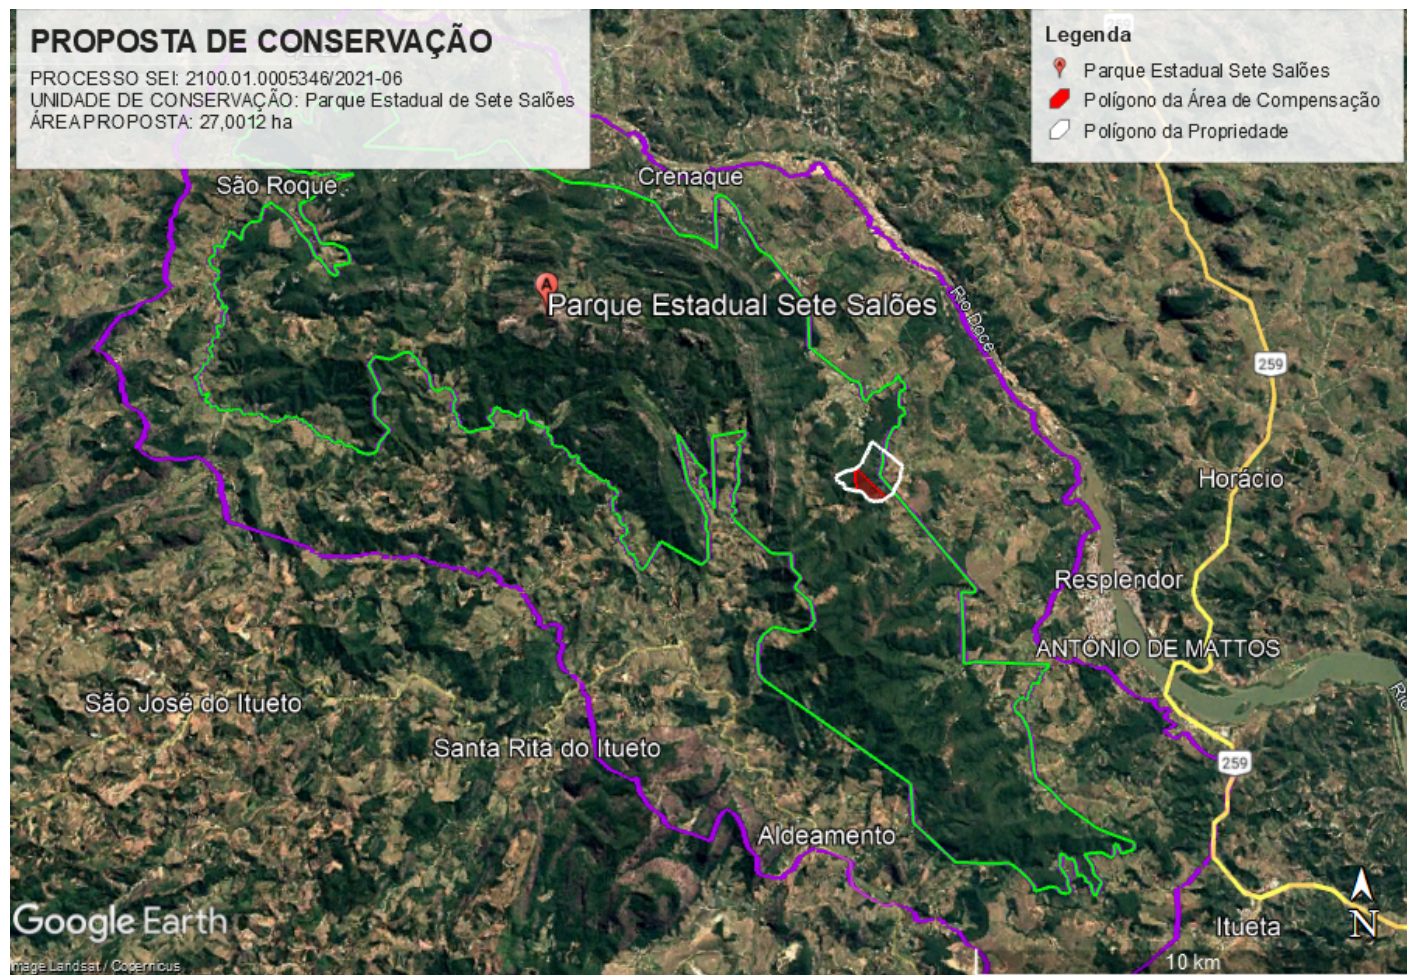 PROPOSTA DE CONSERVAÇÃO
PROCESSO SEI: 2100.01.0005346/2021-06
UNIDADE DE CONSERVAÇÃO: Parque Estadual de Sete Salões
ÁREA PROPOSTA: 27,0012 ha
259
Legenda
A
Parque Estadual Sete Salões
Polígono da Área de Compensação
Polígono da Propriedade
São Roque
Crenaque
A
Parque Estadual Sete Salões
Rio Doce
259
Horácio
Resplendor
ANTÔNIO DE MATTOS
São José do Itueto
Santa Rita do Itueto
259
Aldeamento
Google Earth
N
Itueta
10 km
mage Landsat / Copernicus